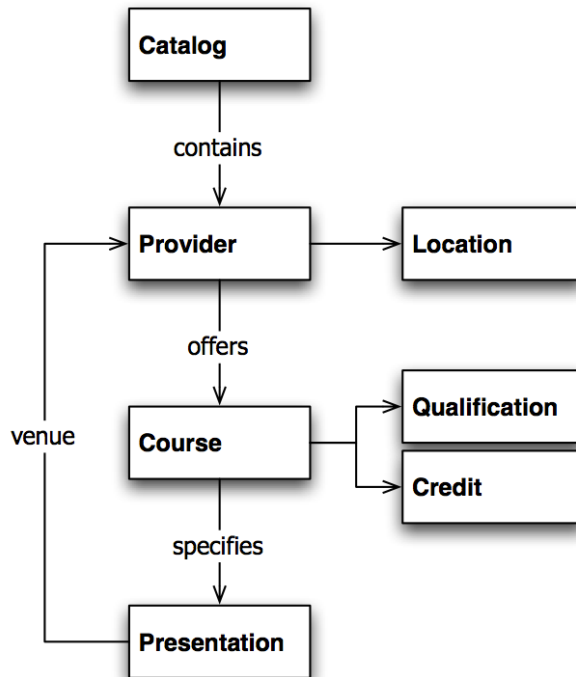 Catalog
contains
Provider
Location
offers
Qualification
venue
Course
Credit
specifies
Presentation